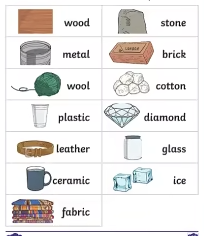 wood stone
metal brick
wool cotton
plastic diamond
leather glass
ceramic ice
fabric